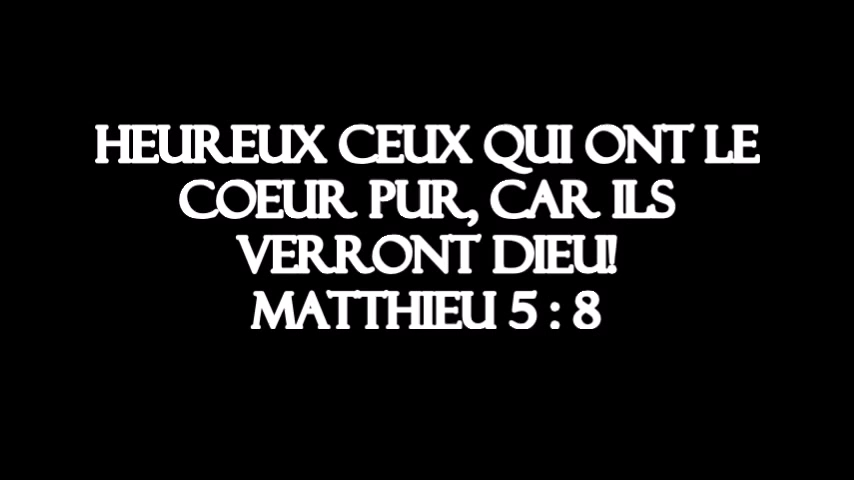 HEUREUX CEUX QUI ONT LE
COEUR PUR, CAR ILS
VERRONT DIEU!
MATTHIEU 5 : 8